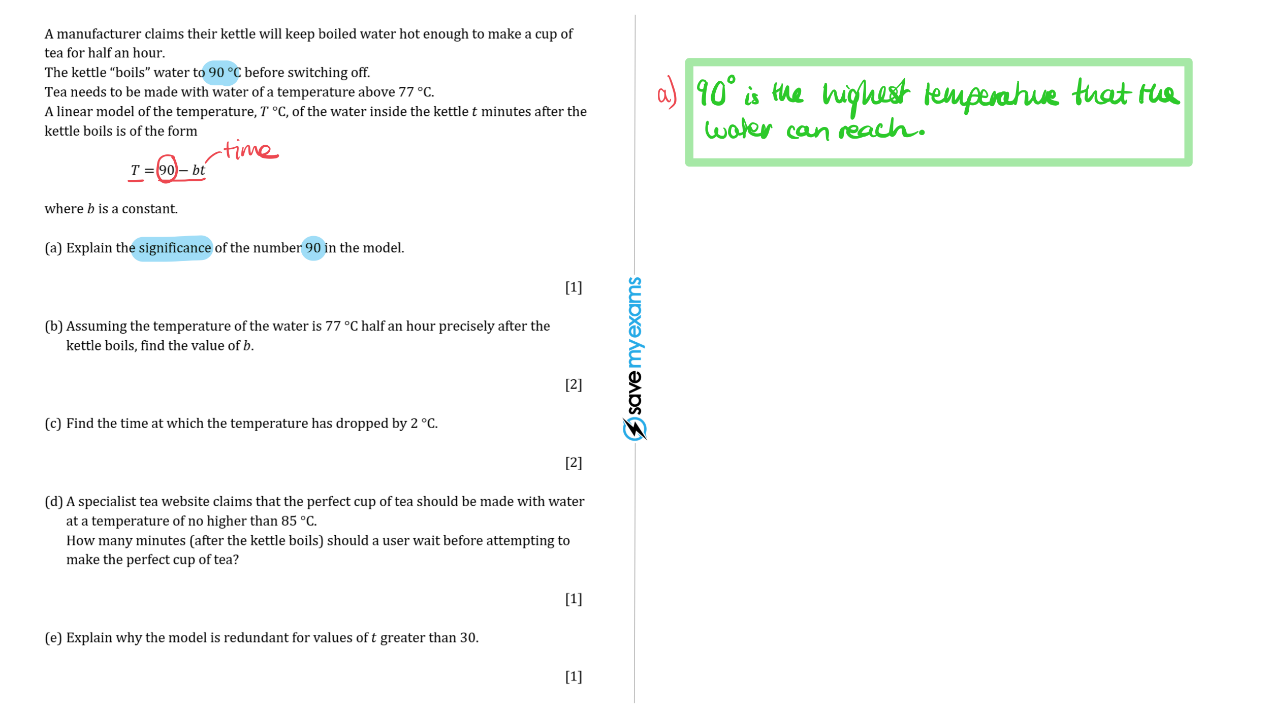 A manufacturer claims their kettle will keep boiled water hot enough to make a cup of
tea for half an hour.
The kettle “boils” water to 90 °C before switching off.
Tea needs to be made with water of a temperature above 77 °C.
A linear model of the temperature, T °C, of the water inside the kettle t minutes after the
kettle boils is of the form
time
T = 90 – bt
where b is a constant.
(a) Explain the significance of the number 90 in the model.
[1]
(b) Assuming the temperature of the water is 77 °C half an hour precisely after the
kettle boils, find the value of b.
[2]
(c) Find the time at which the temperature has dropped by 2 °C.
[2]
(d) A specialist tea website claims that the perfect cup of tea should be made with water
at a temperature of no higher than 85 °C.
How many minutes (after the kettle boils) should a user wait before attempting to
make the perfect cup of tea?
[1]
(e) Explain why the model is redundant for values of t greater than 30.
[1]
savemyexams
a) 90° is the highest temperature that the
water can reach.